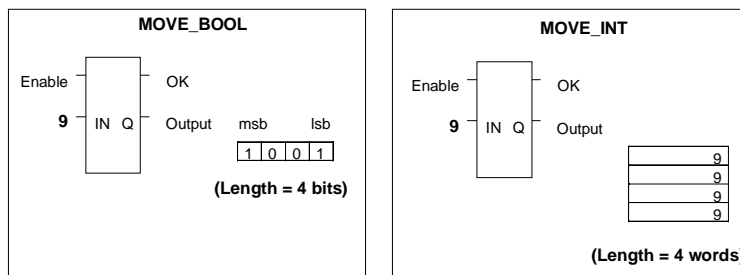 MOVE_BOOL
Enable OK
9 IN Q Output msb lsb
1 0 0 1
(Length = 4 bits)
MOVE_INT
Enable OK
9 IN Q Output
9
9
9
9
(Length = 4 words)